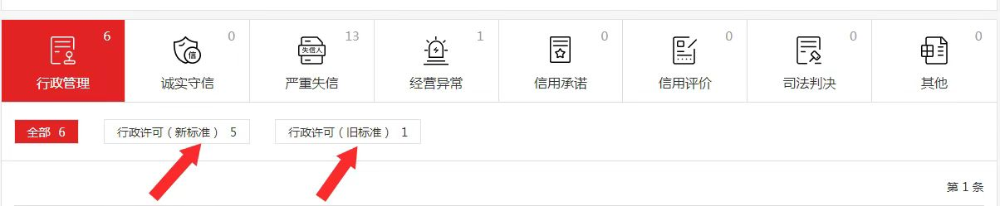 6 0 13 1 0 0 0 0
信 失信人
行政管理 诚实守信 严重失信 经营异常 信用承诺 信用评价 司法判决 其他
全部 6 行政许可（新标准） 5 行政许可（旧标准） 1
第 1 条